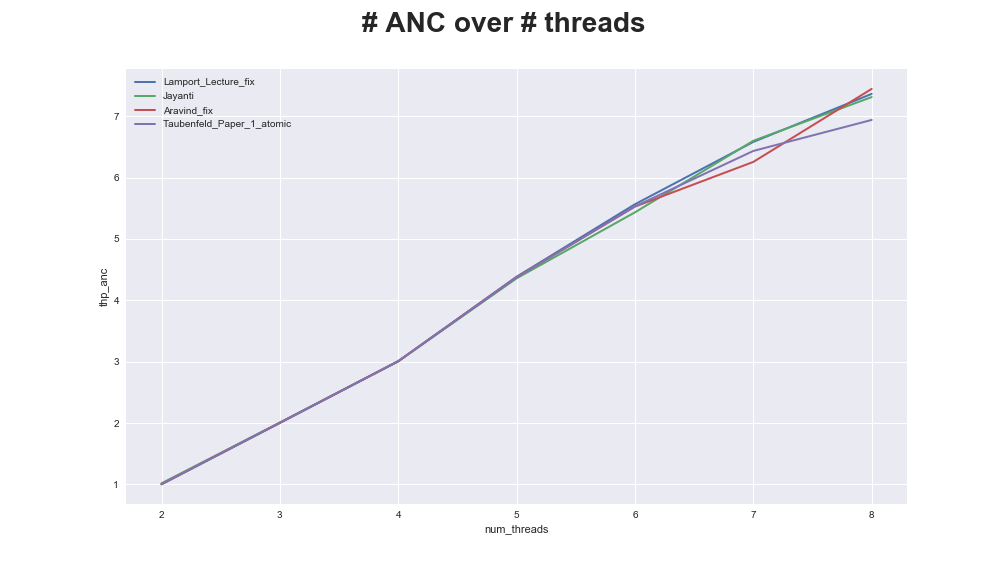 # ANC over # threads
Lamport_Lecture_fix
Jayanti
Aravind_fix
Taubenfeld_Paper_1_atomic
7
6
5
4
3
2
1
thp_anc
2 3 4 5 6 7 8
num_threads